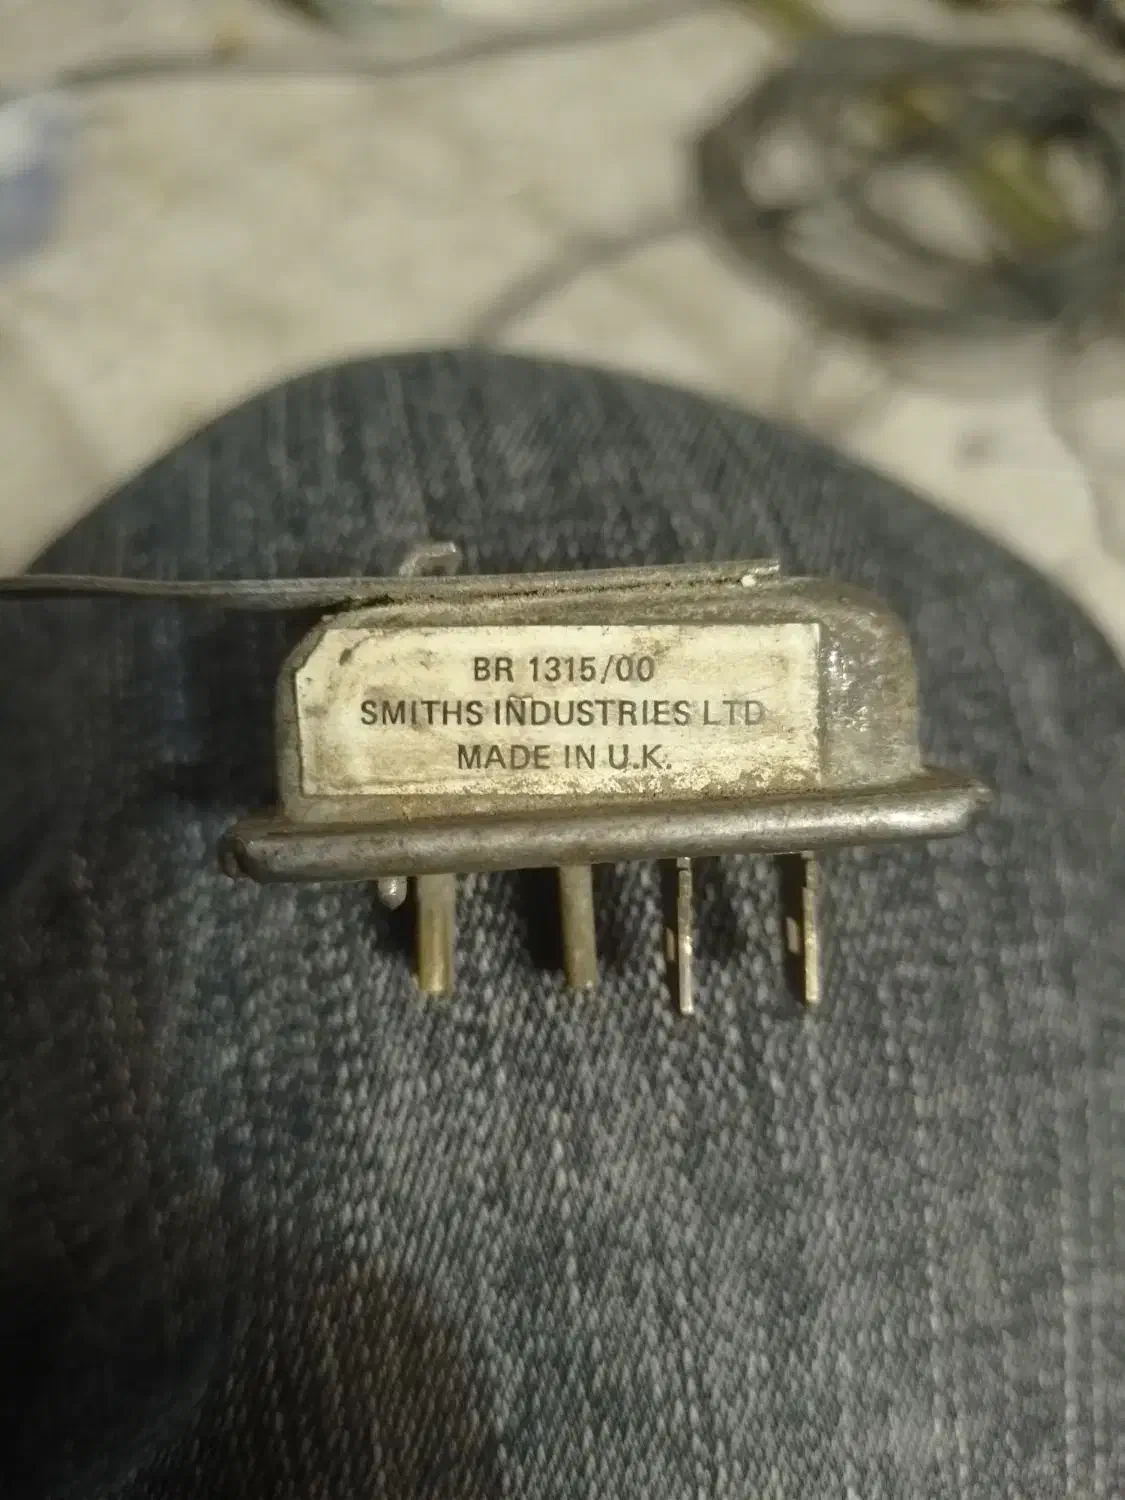 BR 1315/00
SMITHS INDUSTRIES LTD
MADE IN U.K.